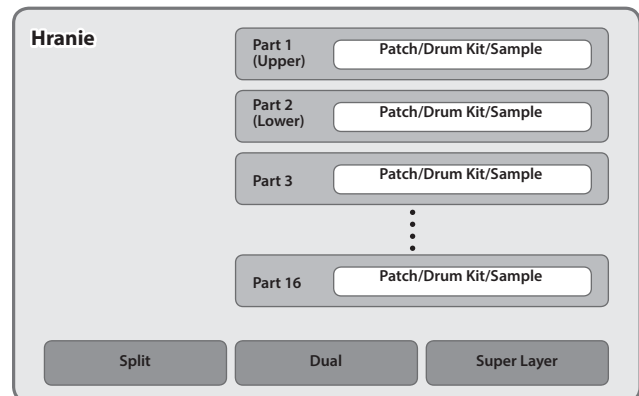 Hranie
Part 1
(Upper)
Patch/Drum Kit/Sample
Part 2
(Lower)
Patch/Drum Kit/Sample
Part 3
Patch/Drum Kit/Sample
Part 16
Patch/Drum Kit/Sample
Split
Dual
Super Layer